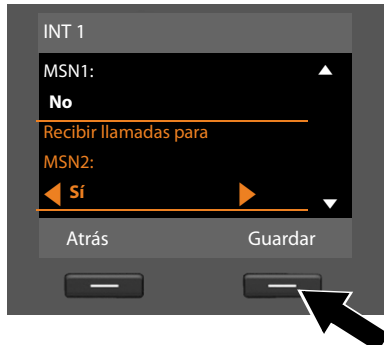 INT 1
MSN1:
No
Recibir llamadas para
MSN2:
Sí
Atrás
Guardar